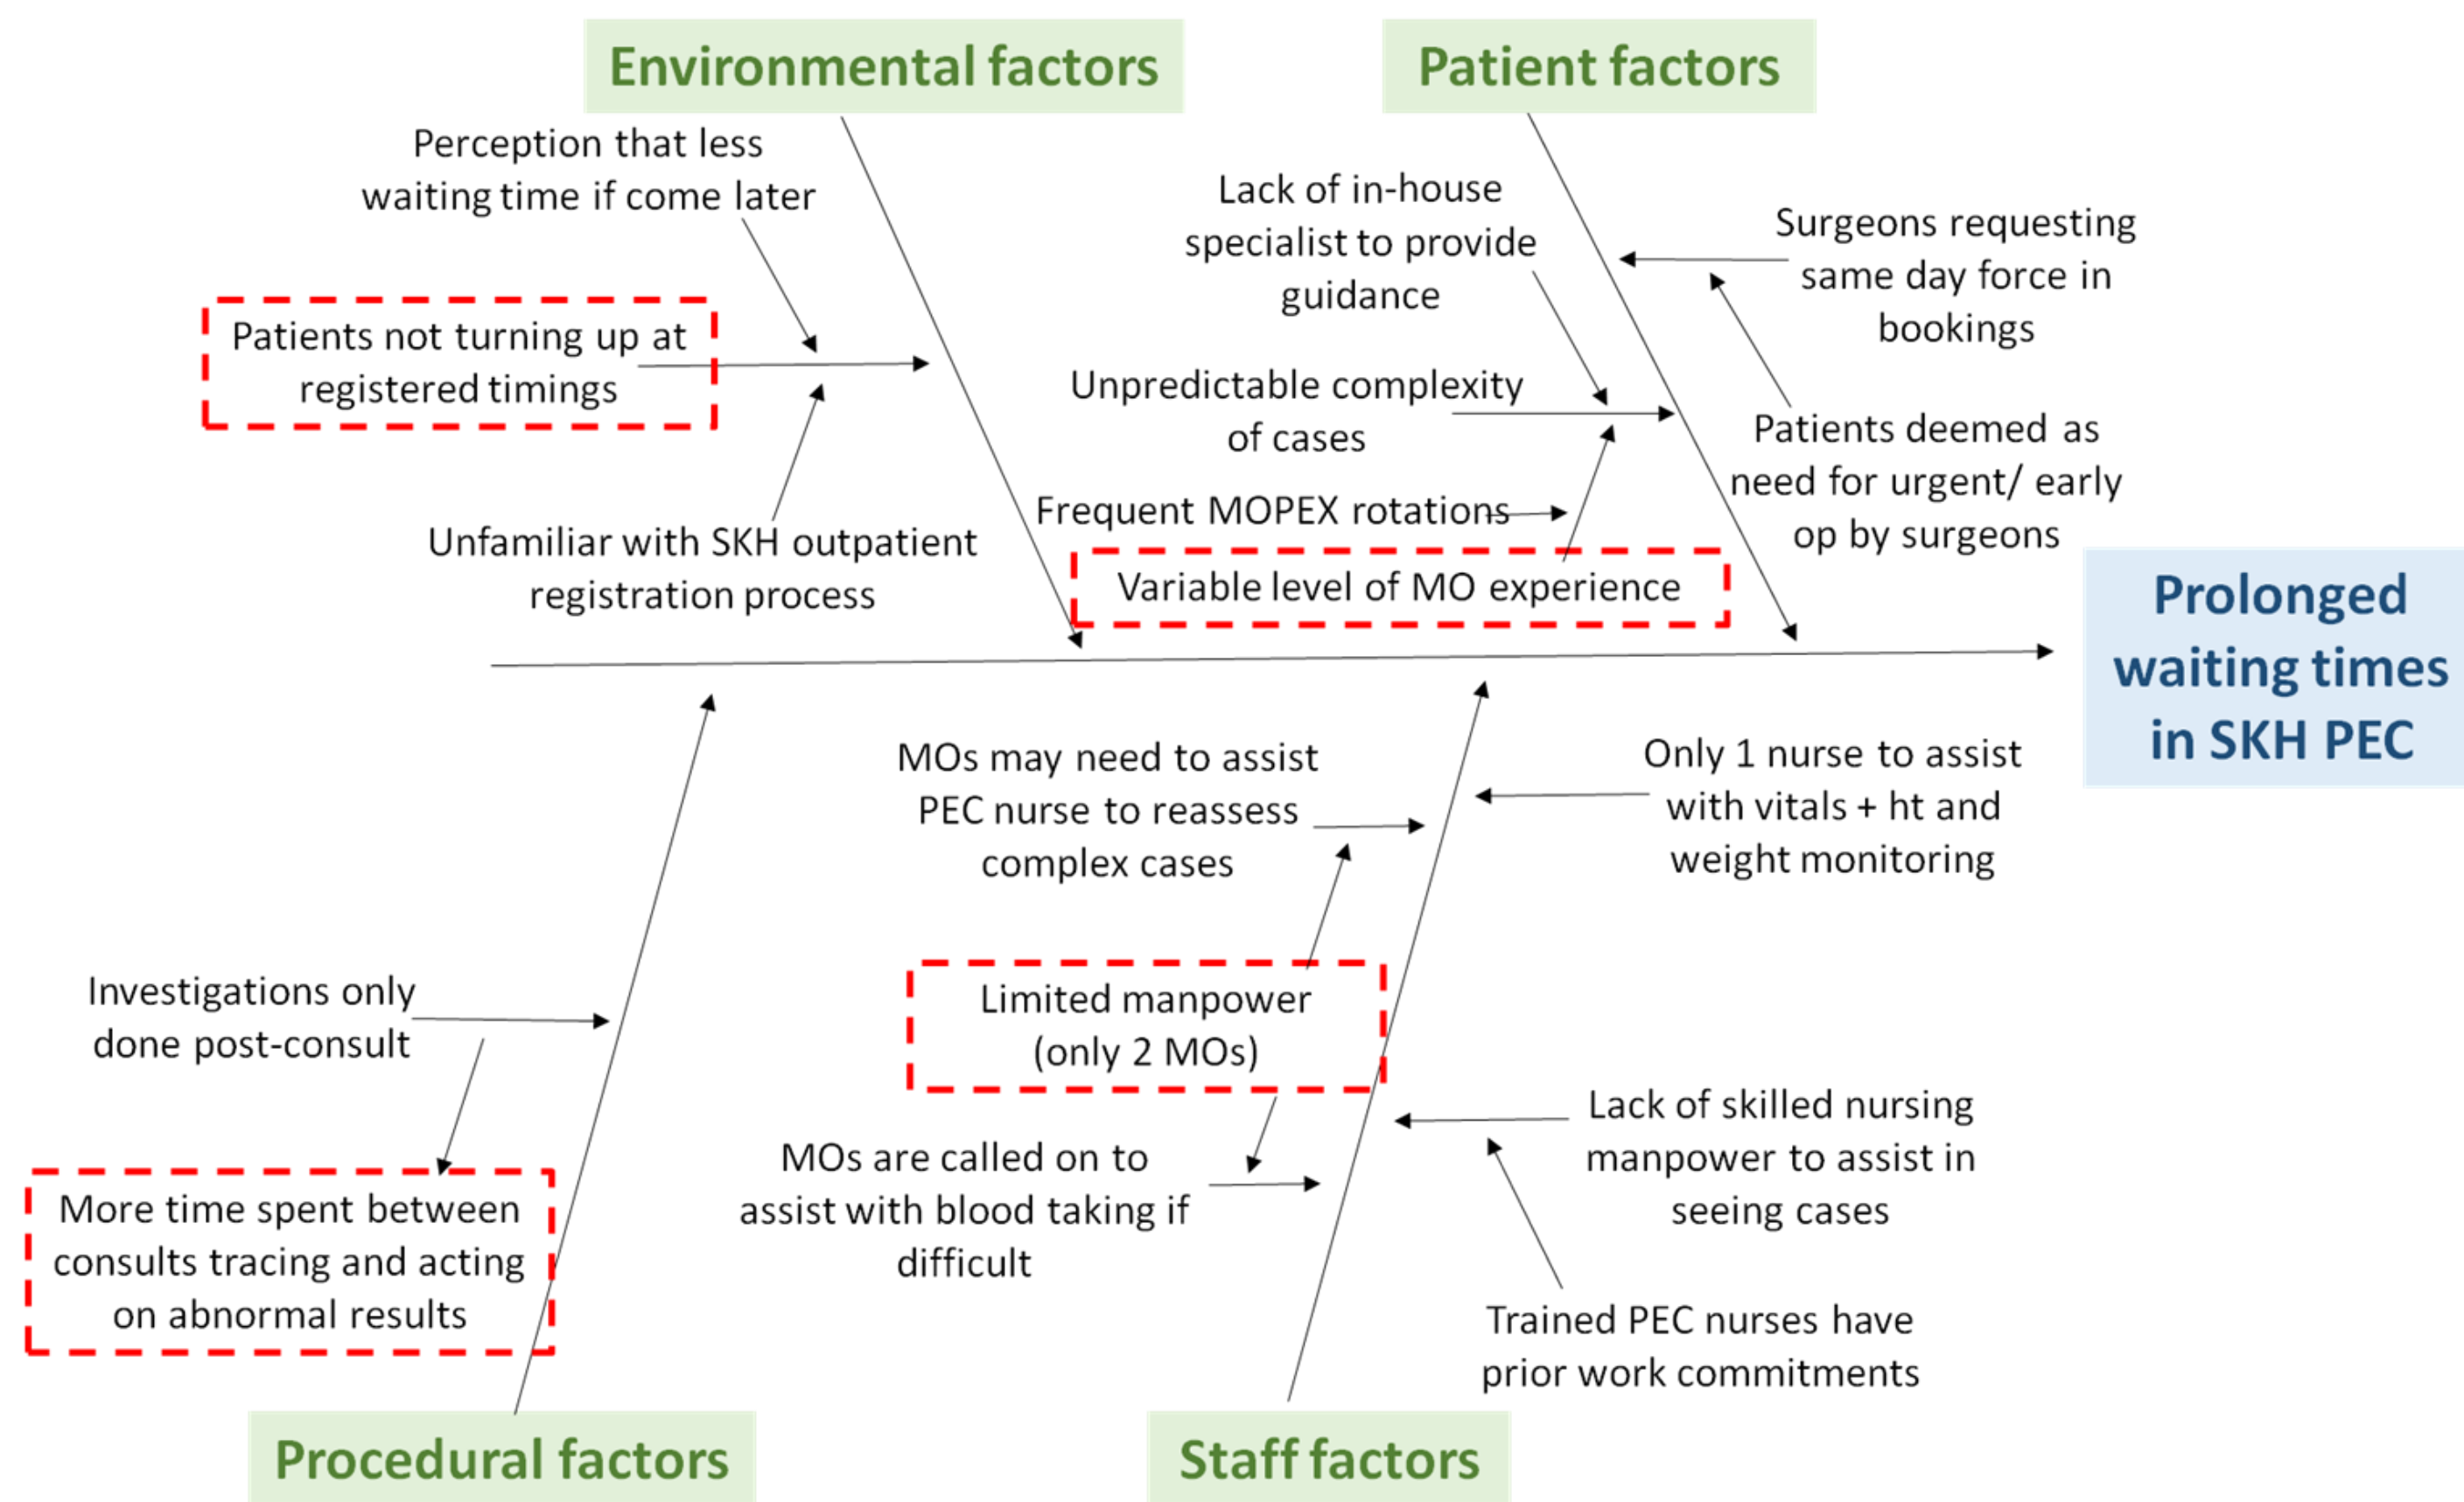 Environmental factors
Patient factors
Perception that less
waiting time if come later
Patients not turning up at
registered timings
Unfamiliar with SKH outpatient
registration process
Lack of in-house
specialist to provide
guidance
Unpredictable complexity
of cases
Frequent MOPEX rotations
Variable level of MO experience
Surgeons requesting
same day force in
bookings
Patients deemed as
need for urgent/ early
op by surgeons
Prolonged
waiting times
in SKH PEC
Investigations only
done post-consult
More time spent between
consults tracing and acting
on abnormal results
MOs may need to assist
PEC nurse to reassess
complex cases
Limited manpower
(only 2 MOs)
MOs are called on to
assist with blood taking if
difficult
Only 1 nurse to assist
with vitals + ht and
weight monitoring
Lack of skilled nursing
manpower to assist in
seeing cases
Trained PEC nurses have
prior work commitments
Procedural factors
Staff factors